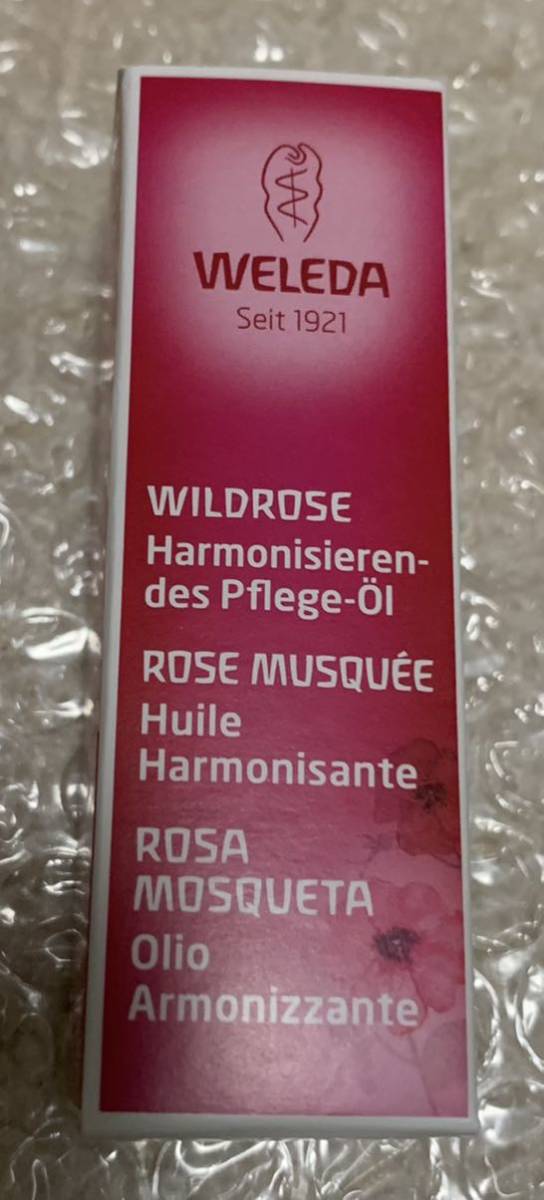 WELEDA
Seit 1921
WILDROSE
Harmonisieren-
des Pflege-Öl
ROSE MUSQUÉE
Huile
Harmonisante
ROSA
MOSQUETA
Olio
Armonizzante